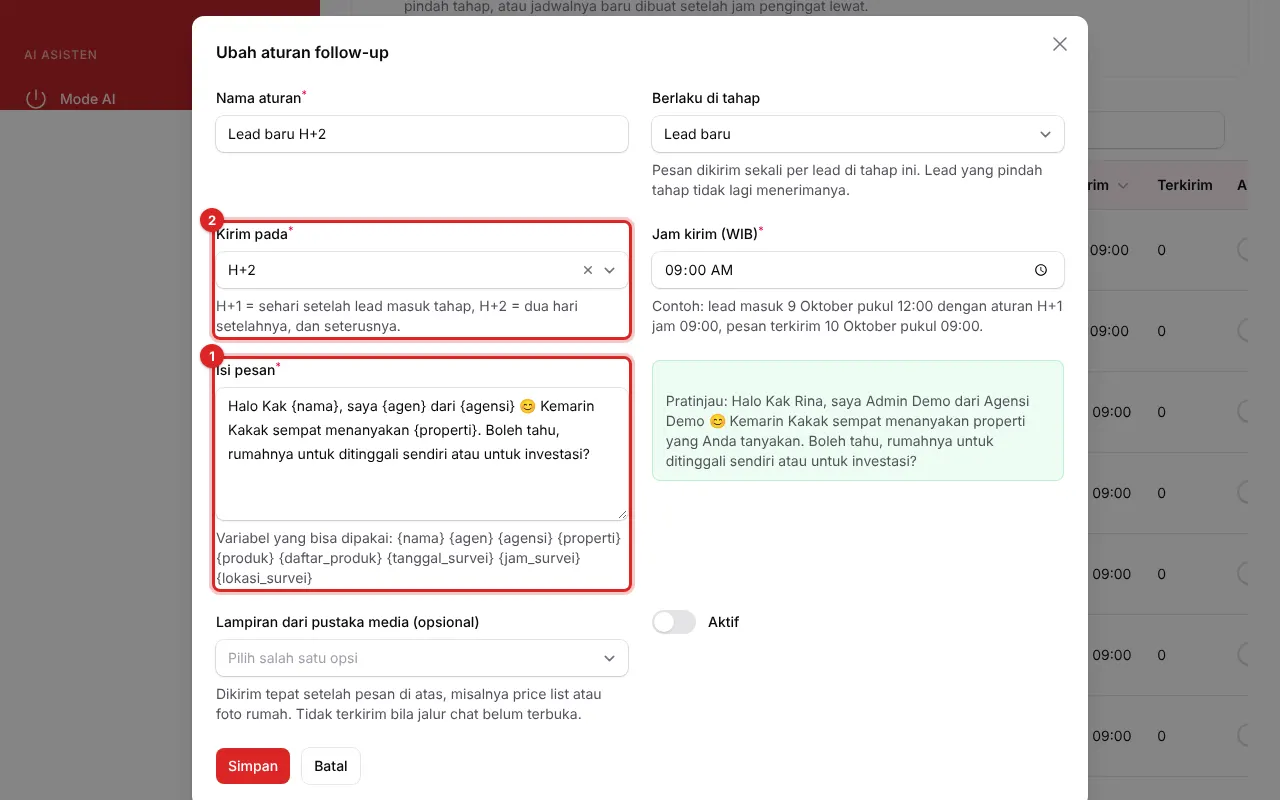 pindah tahap, atau jadwalnya baru dibuat setelah jam pengingat lewat.
AI ASISTEN
Mode AI
Ubah aturan follow-up
Nama aturan*
Lead baru H+2
Berlaku di tahap
Lead baru
Pesan dikirim sekali per lead di tahap ini. Lead yang pindah
tahap tidak lagi menerimanya.
2
Kirim pada*
H+2
H+1 = sehari setelah lead masuk tahap, H+2 = dua hari
setelahnya, dan seterusnya.
Jam kirim (WIB)*
09:00 AM
Contoh: lead masuk 9 Oktober pukul 12:00 dengan aturan H+1
jam 09:00, pesan terkirim 10 Oktober pukul 09:00.
1
Isi pesan*
Halo Kak {nama}, saya {agen} dari {agensi} 😊 Kemarin
Kakak sempat menanyakan {properti}. Boleh tahu,
rumahnya untuk ditinggali sendiri atau untuk investasi?
Variabel yang bisa dipakai: {nama} {agen} {agensi} {properti}
{produk} {daftar_produk} {tanggal_survei} {jam_survei}
{lokasi_survei}
Pratinjau: Halo Kak Rina, saya Admin Demo dari Agensi
Demo 😊 Kemarin Kakak sempat menanyakan properti
yang Anda tanyakan. Boleh tahu, rumahnya untuk
ditinggali sendiri atau untuk investasi?
Lampiran dari pustaka media (opsional)
Pilih salah satu opsi
Dikirim tepat setelah pesan di atas, misalnya price list atau
foto rumah. Tidak terkirim bila jalur chat belum terbuka.
Aktif
Simpan
Batal
rim Terkirim A
09:00 0
09:00 0
09:00 0
09:00 0
09:00 0
09:00 0
09:00 0